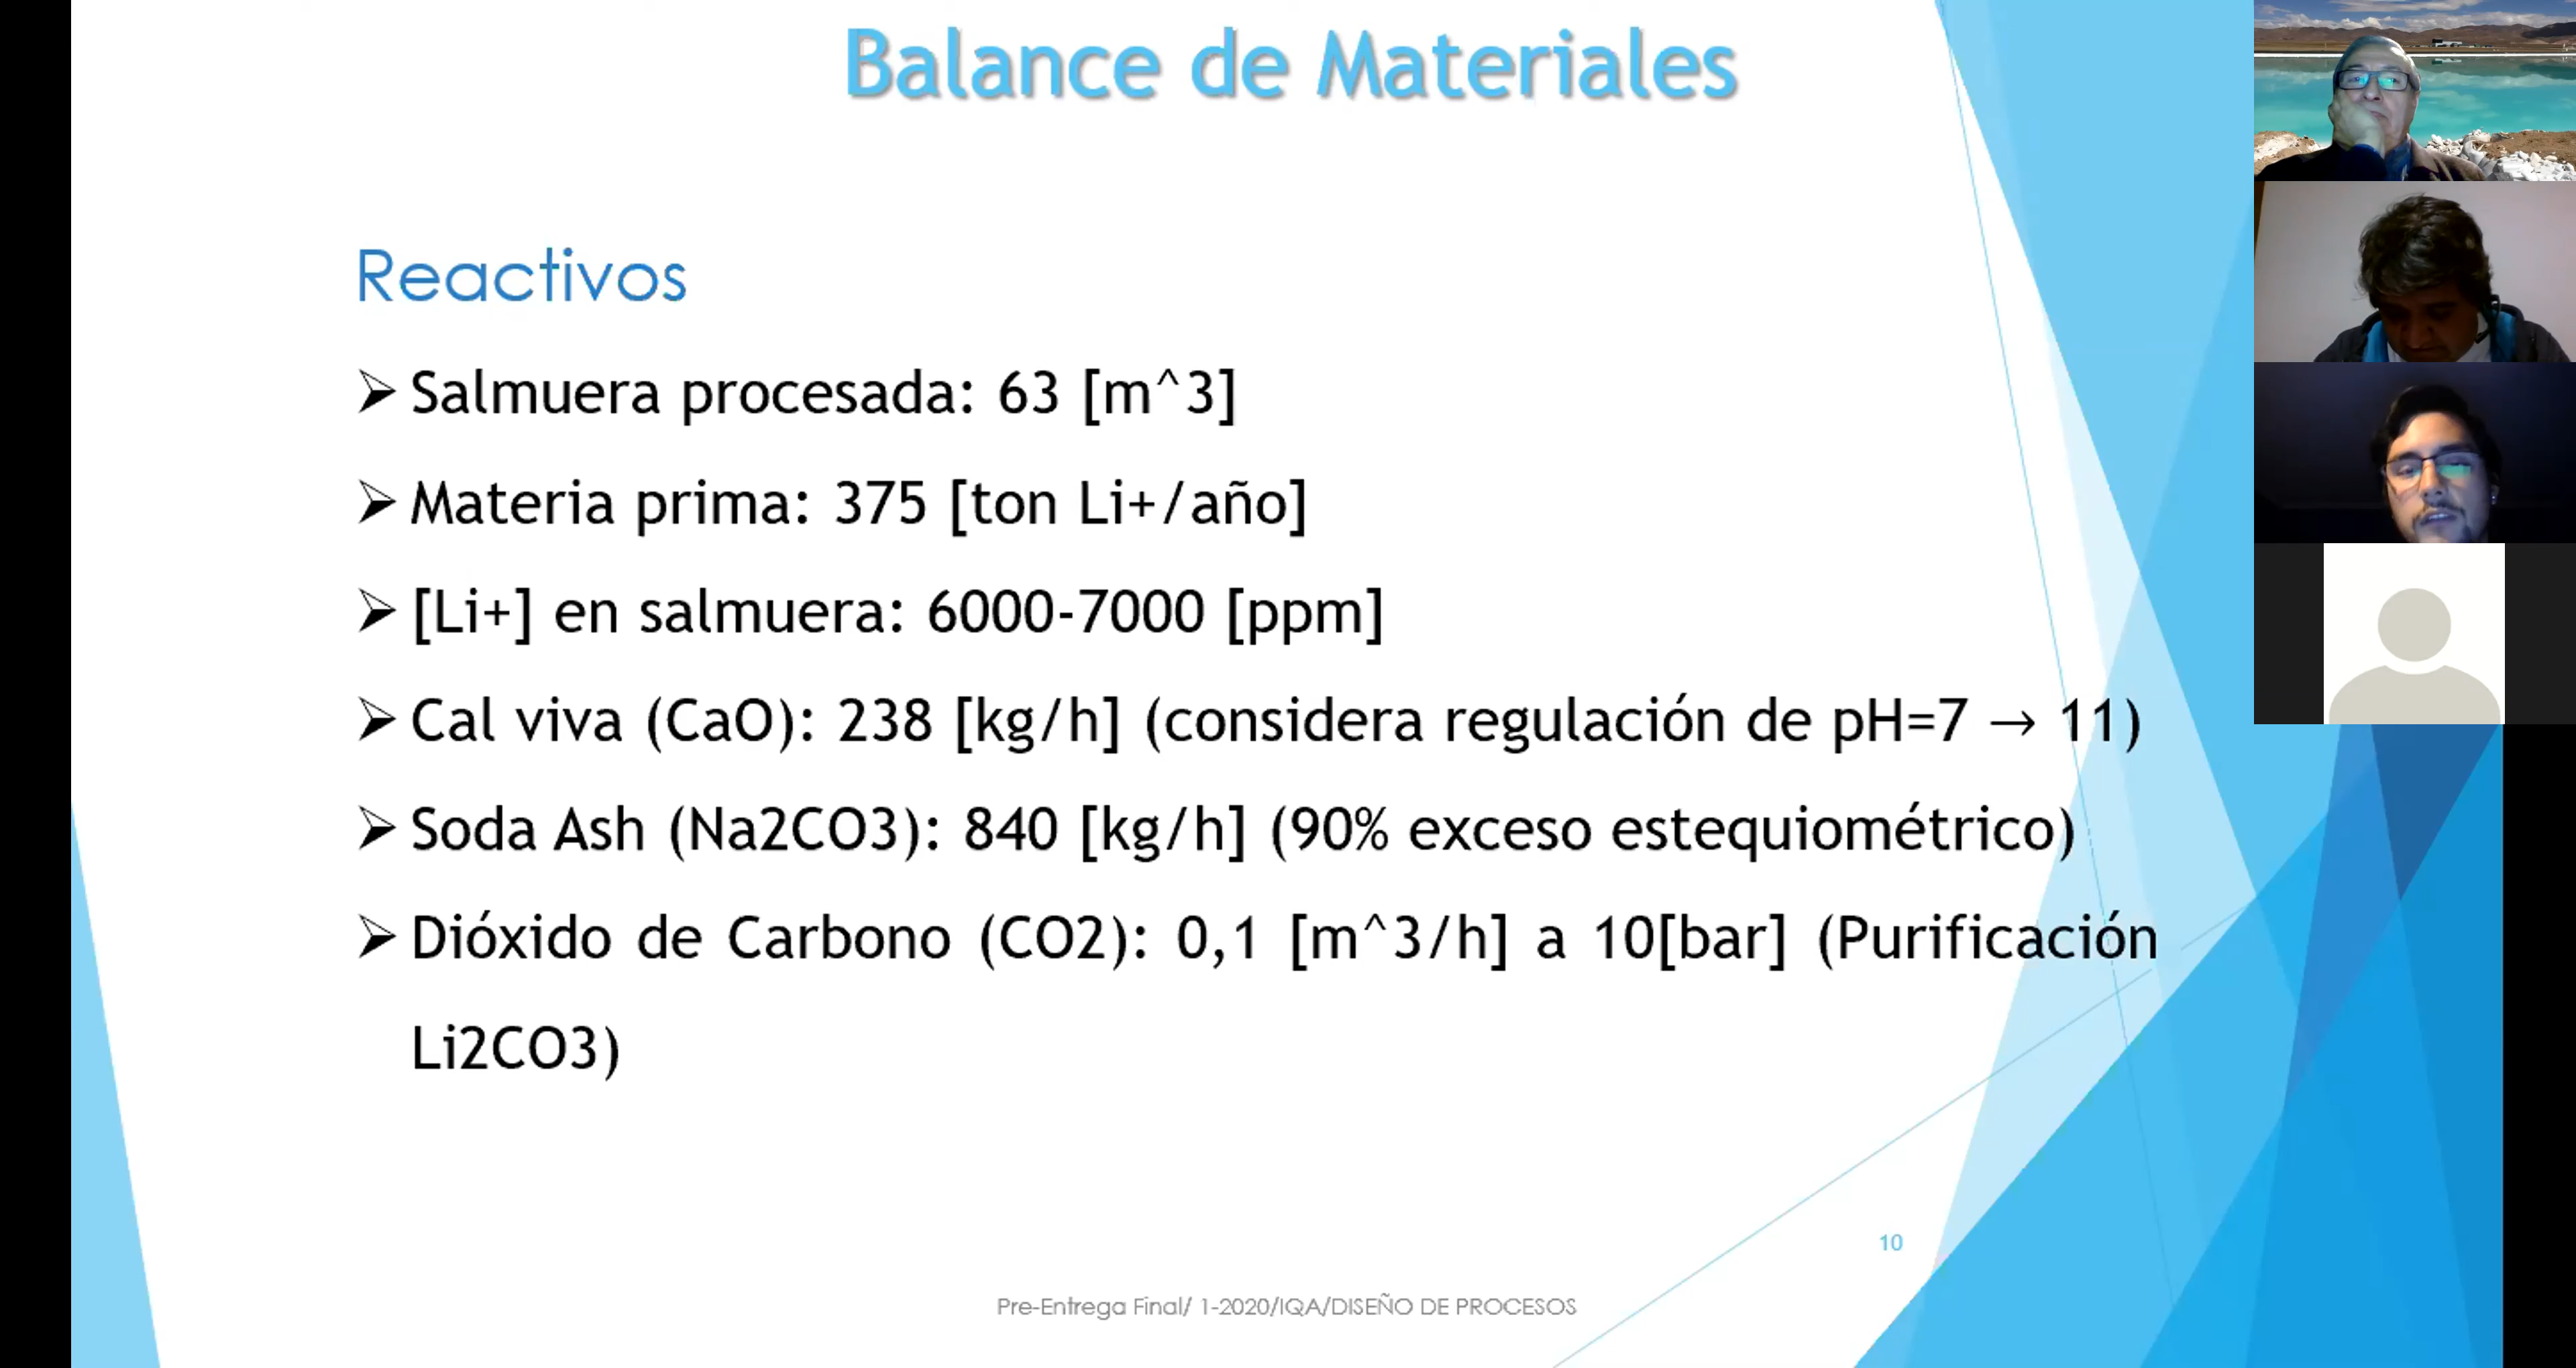 Balance de Materiales
Reactivos
➢ Salmuera procesada: 63 [m^3]
➢ Materia prima: 375 [ton Li+/año]
➢ [Li+] en salmuera: 6000-7000 [ppm]
➢ Cal viva (CaO): 238 [kg/h] (considera regulación de pH=7 → 11)
➢ Soda Ash (Na2CO3): 840 [kg/h] (90% exceso estequiométrico)
➢ Dióxido de Carbono (CO2): 0,1 [m^3/h] a 10[bar] (Purificación
Li2CO3)
10
Pre-Entrega Final/ 1-2020/IQA/DISEÑO DE PROCESOS